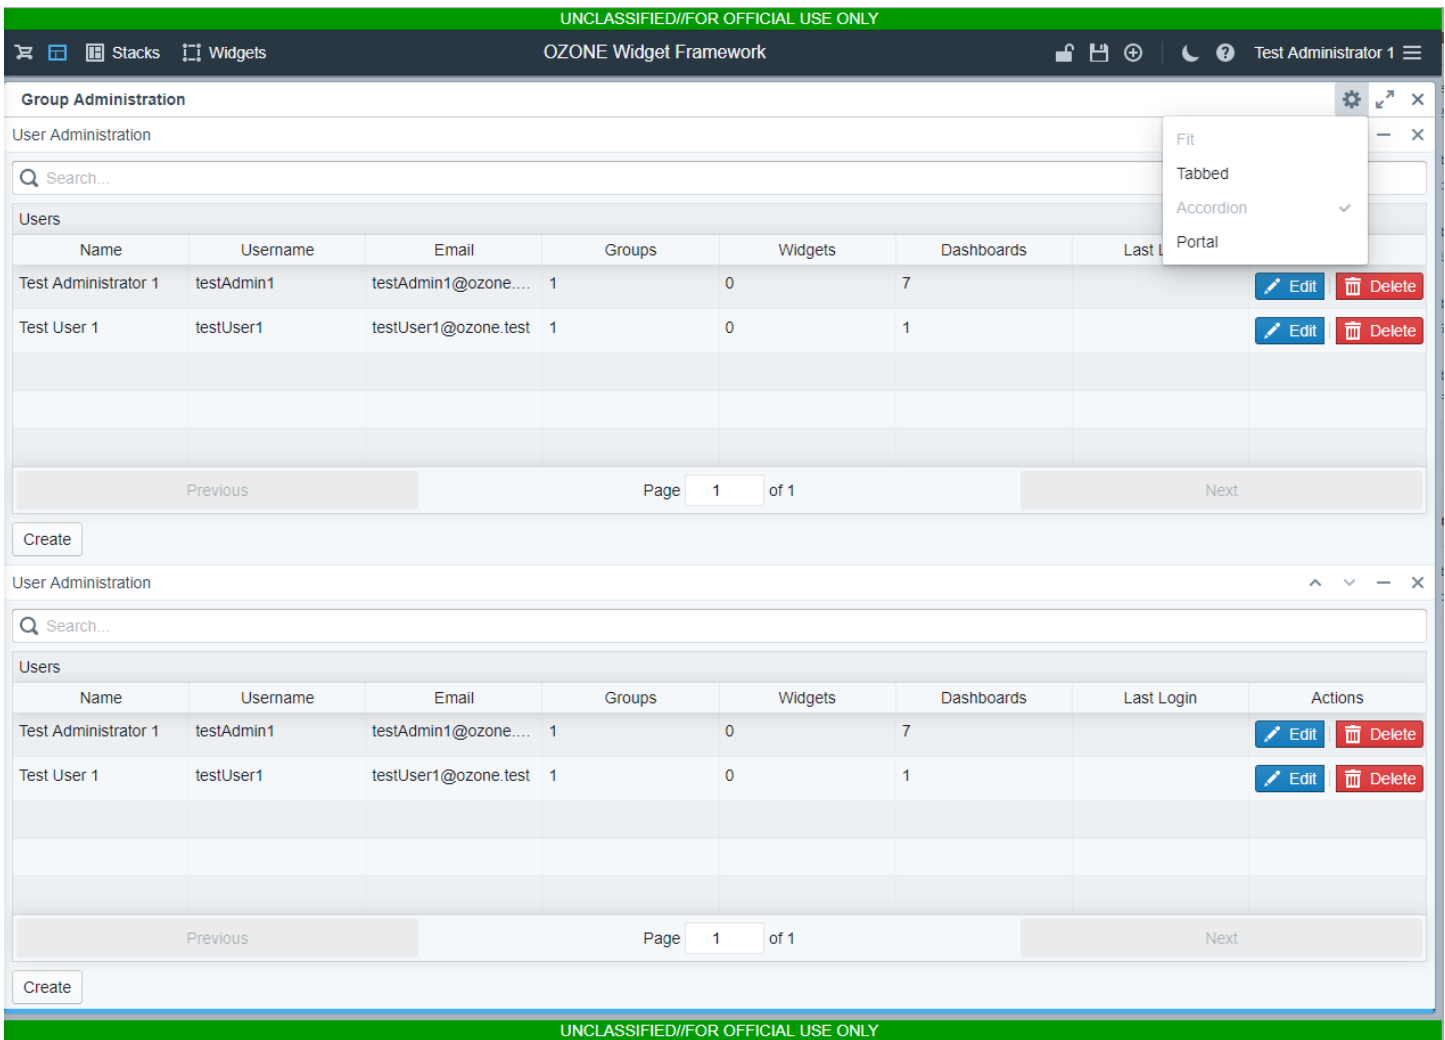 UNCLASSIFIED//FOR OFFICIAL USE ONLY
Stacks Widgets OZONE Widget Framework Test Administrator 1
Group Administration
User Administration
Fit
Tabbed
Accordion
Portal
Search...
Users
Name Username Email Groups Widgets Dashboards Last L
Test Administrator 1 testAdmin1 testAdmin1@ozone.... 1 0 7 Edit Delete
Test User 1 testUser1 testUser1@ozone.test 1 0 1 Edit Delete
Previous Page 1 of 1 Next
Create
User Administration
Search...
Users
Name Username Email Groups Widgets Dashboards Last Login Actions
Test Administrator 1 testAdmin1 testAdmin1@ozone.... 1 0 7 Edit Delete
Test User 1 testUser1 testUser1@ozone.test 1 0 1 Edit Delete
Previous Page 1 of 1 Next
Create
UNCLASSIFIED//FOR OFFICIAL USE ONLY